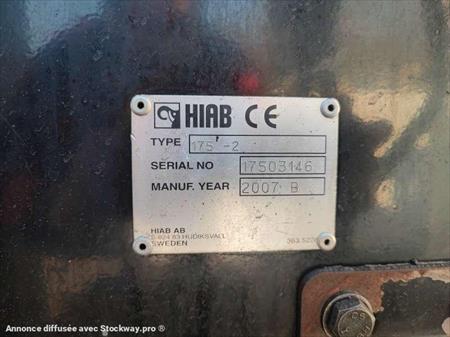 HIAB CE
TYPE 175 -2
SERIAL NO 17503146
MANUF. YEAR 2007 B
HIAB AB
HUDIKSVALL
SWEDEN
Annonce diffusée avec Stockway.pro ®